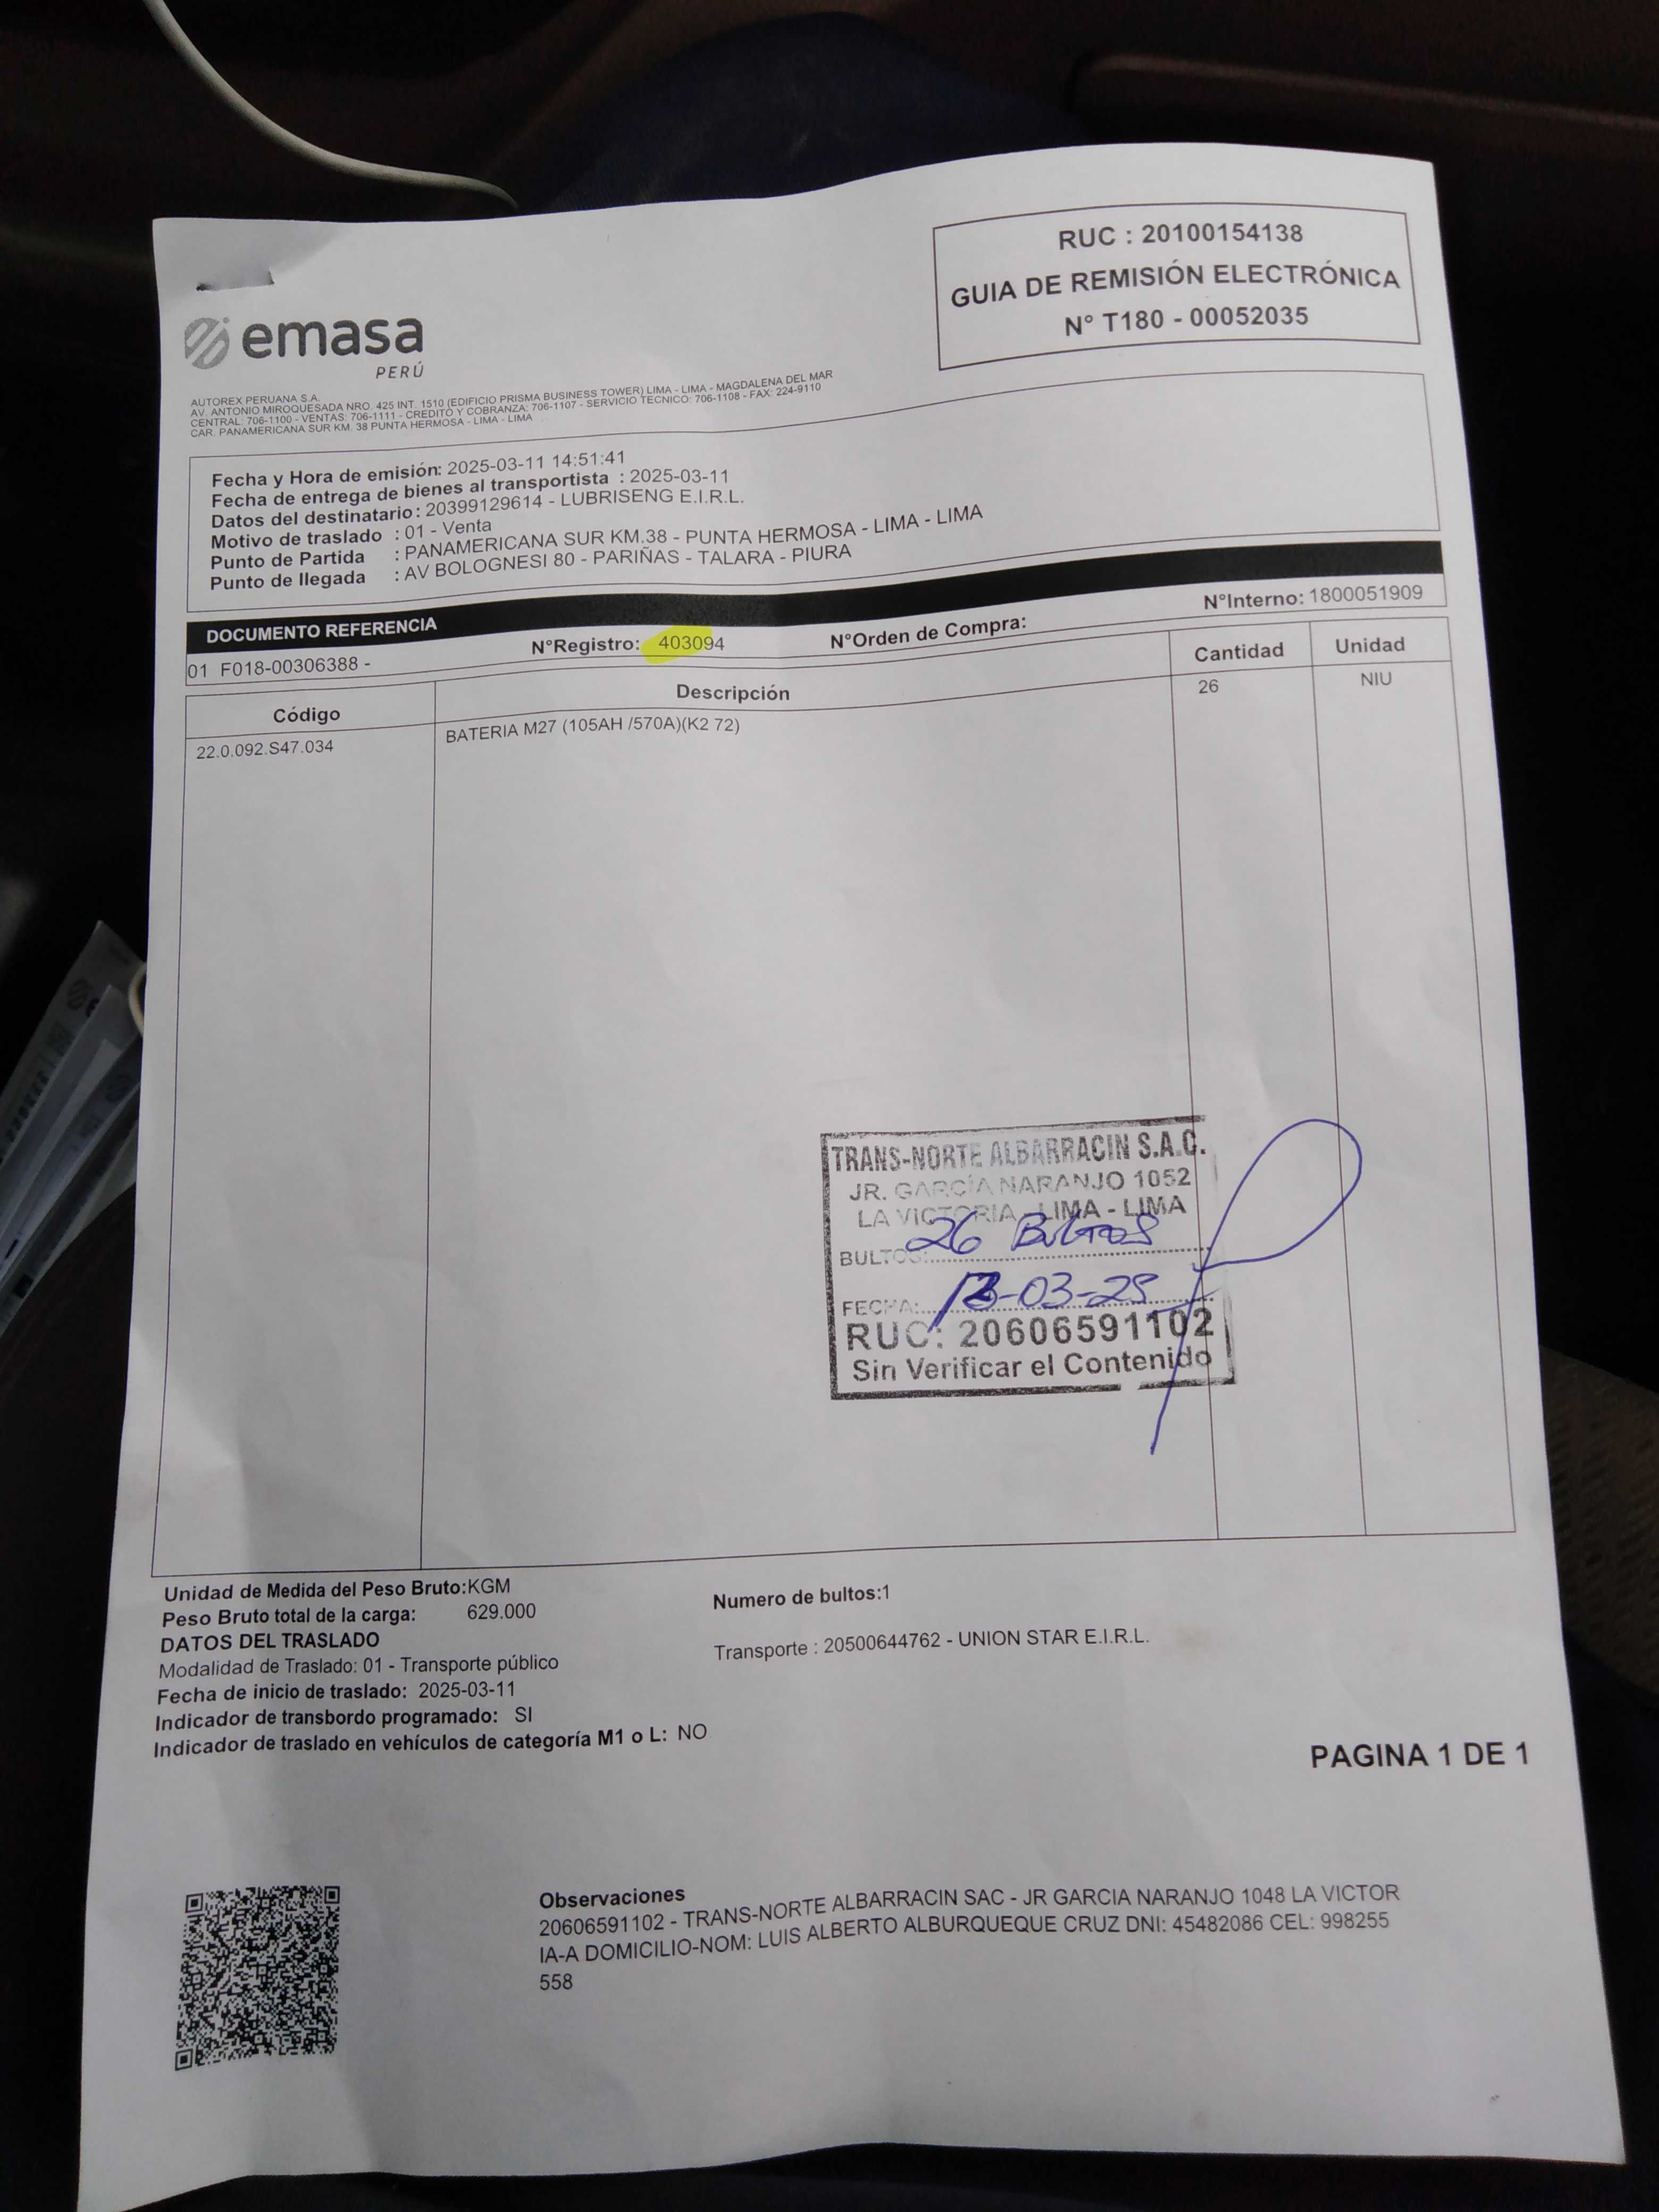 RUC : 20100154138
GUIA DE REMISIÓN ELECTRÓNICA
N° T180 - 00052035
emasa
PERÚ
AUTOREX PERUANA S.A.
AV. ANTONIO MIROQUESADA NRO. 425 INT. 1510 (EDIFICIO PRISMA BUSINESS TOWER) LIMA - LIMA - MAGDALENA DEL MAR
CENTRAL: 706-1100 - VENTAS: 706-1111 - CREDITO Y COBRANZA: 706-1107 - SERVICIO TECNICO: 706-1108 - FAX: 224-9110
CAR. PANAMERICANA SUR KM. 38 PUNTA HERMOSA - LIMA - LIMA
Fecha y Hora de emisión: 2025-03-11 14:51:41
Fecha de entrega de bienes al transportista : 2025-03-11
Datos del destinatario : 20399129614 - LUBRISENG E.I.R.L.
Motivo de traslado : 01 - Venta
Punto de Partida : PANAMERICANA SUR KM.38 - PUNTA HERMOSA - LIMA - LIMA
Punto de llegada : AV BOLOGNESI 80 - PARIÑAS - TALARA - PIURA
DOCUMENTO REFERENCIA
01 F018-00306388 - N°Registro: 403094 N°Orden de Compra: N°Interno: 1800051909
Código Descripción Cantidad Unidad
22.0.092.S47.034 BATERIA M27 (105AH /570A)(K2 72) 26 NIU
TRANS-NORTE ALBARRACIN S.A.C.
JR. GARCÍA NARANJO 1052
LA VICTORIA - LIMA - LIMA
BULTOS: 26 Bultos
FECHA: -03-25
RUC: 20606591102
Sin Verificar el Contenido
Unidad de Medida del Peso Bruto:KGM
Peso Bruto total de la carga: 629.000
Numero de bultos:1
DATOS DEL TRASLADO
Modalidad de Traslado: 01 - Transporte público
Transporte : 20500644762 - UNION STAR E.I.R.L.
Fecha de inicio de traslado: 2025-03-11
Indicador de transbordo programado: SI
Indicador de traslado en vehículos de categoría M1 o L: NO
PAGINA 1 DE 1
Observaciones
20606591102 - TRANS-NORTE ALBARRACIN SAC - JR GARCIA NARANJO 1048 LA VICTOR
IA-A DOMICILIO-NOM: LUIS ALBERTO ALBURQUEQUE CRUZ DNI: 45482086 CEL: 998255
558